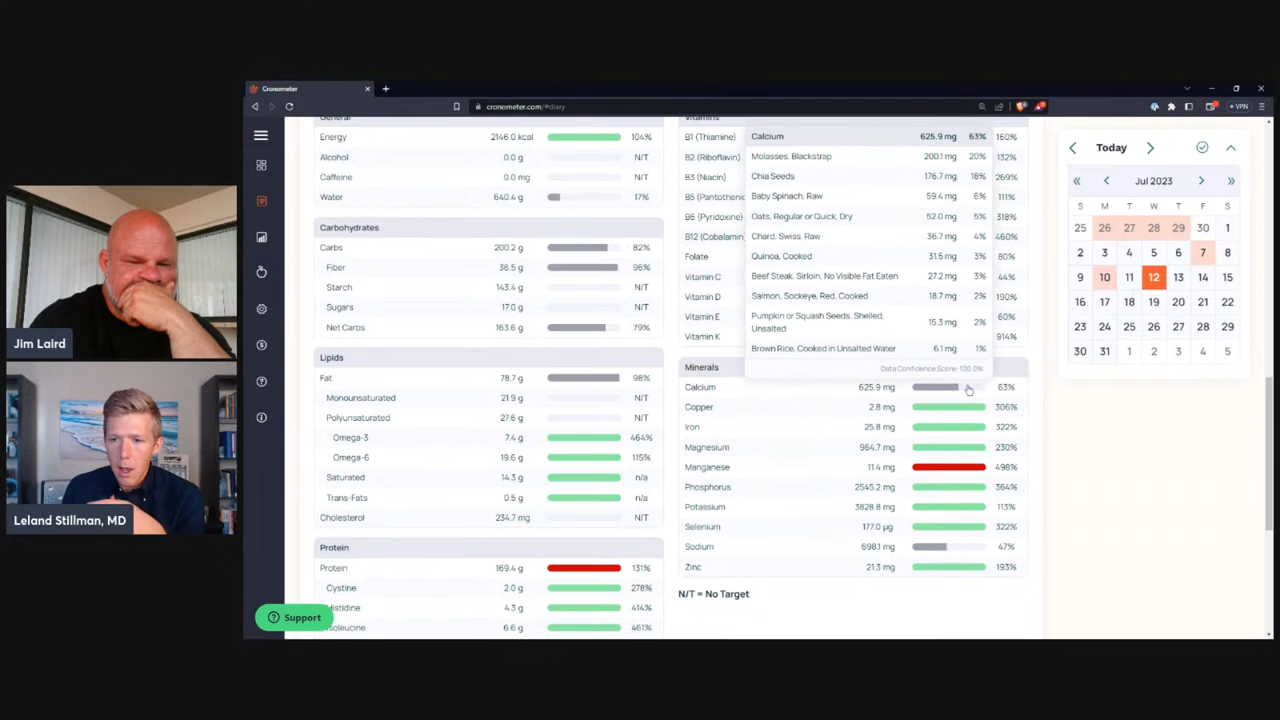 Cronometer
cronometer.com/#diary
VPN
General
Energy 2146.0 kcal 104%
Alcohol 0.0 g N/T
Caffeine 0.0 mg N/T
Water 640.4 g 17%
Carbohydrates
Carbs 200.2 g 82%
Fiber 36.5 g 96%
Starch 143.4 g N/T
Sugars 17.0 g N/T
Net Carbs 163.6 g 79%
Lipids
Fat 78.7 g 98%
Monounsaturated 21.9 g N/T
Polyunsaturated 27.6 g N/T
Omega-3 7.4 g 464%
Omega-6 19.6 g 115%
Saturated 14.3 g n/a
Trans-Fats 0.5 g n/a
Cholesterol 234.7 mg N/T
Protein
Protein 169.4 g 131%
Cystine 2.0 g 278%
Histidine 4.3 g 414%
Isoleucine 6.6 g 461%
Support
Vitamins
B1 (Thiamine) 160%
B2 (Riboflavin) 132%
B3 (Niacin) 269%
B5 (Pantothenic 111%
B6 (Pyridoxine) 318%
B12 (Cobalamin) 460%
Folate 80%
Vitamin C 44%
Vitamin D 190%
Vitamin E 60%
Vitamin K 914%
Calcium 625.9 mg 63%
Molasses, Blackstrap 200.1 mg 20%
Chia Seeds 176.7 mg 18%
Baby Spinach, Raw 59.4 mg 6%
Oats, Regular or Quick, Dry 52.0 mg 5%
Chard, Swiss, Raw 36.7 mg 4%
Quinoa, Cooked 31.5 mg 3%
Beef Steak, Sirloin, No Visible Fat Eaten 27.2 mg 3%
Salmon, Sockeye, Red, Cooked 18.7 mg 2%
Pumpkin or Squash Seeds, Shelled,
Unsalted 15.3 mg 2%
Brown Rice, Cooked in Unsalted Water 6.1 mg 1%
Data Confidence Score: 100.0%
Minerals
Calcium 625.9 mg 63%
Copper 2.8 mg 306%
Iron 25.8 mg 322%
Magnesium 964.7 mg 230%
Manganese 11.4 mg 498%
Phosphorus 2545.2 mg 364%
Potassium 3828.8 mg 113%
Selenium 177.0 µg 322%
Sodium 698.1 mg 47%
Zinc 21.3 mg 193%
N/T = No Target
Today
Jul 2023
S M T W T F S
25 26 27 28 29 30 1
2 3 4 5 6 7 8
9 10 11 12 13 14 15
16 17 18 19 20 21 22
23 24 25 26 27 28 29
30 31 1 2 3 4 5
Jim Laird
Leland Stillman, MD